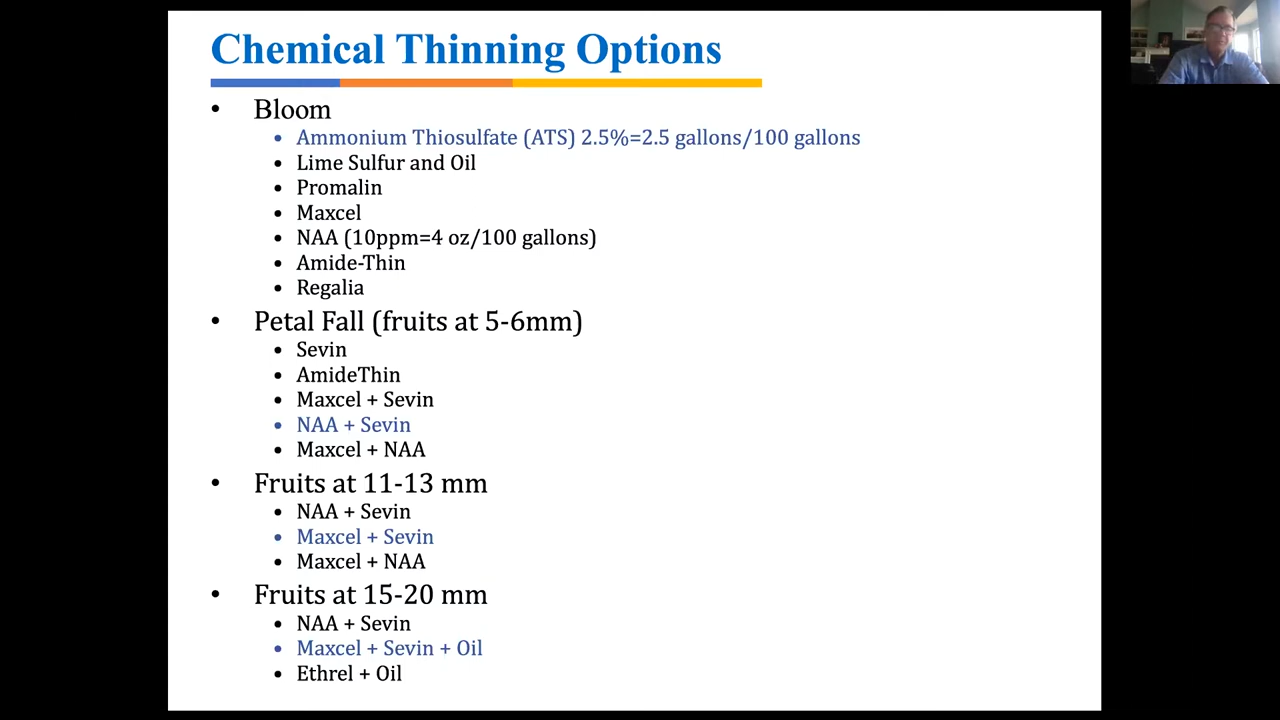 Chemical Thinning Options
• Bloom
• Ammonium Thiosulfate (ATS) 2.5%=2.5 gallons/100 gallons
• Lime Sulfur and Oil
• Promalin
• Maxcel
• NAA (10ppm=4 oz/100 gallons)
• Amide-Thin
• Regalia
• Petal Fall (fruits at 5-6mm)
• Sevin
• AmideThin
• Maxcel + Sevin
• NAA + Sevin
• Maxcel + NAA
• Fruits at 11-13 mm
• NAA + Sevin
• Maxcel + Sevin
• Maxcel + NAA
• Fruits at 15-20 mm
• NAA + Sevin
• Maxcel + Sevin + Oil
• Ethrel + Oil